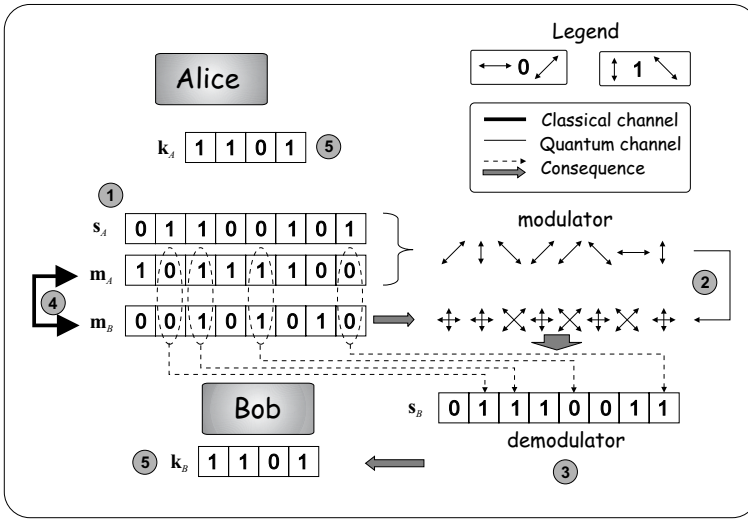 Legend
Alice
0
1
Classical channel
Quantum channel
Consequence
k_A 1 1 0 1 5
1
s_A 0 1 1 0 0 1 0 1
modulator
m_A 1 0 1 1 1 1 0 0
2
4
m_B 0 0 1 0 1 0 1 0
Bob
s_B 0 1 1 1 0 0 1 1
demodulator
5 k_B 1 1 0 1
3